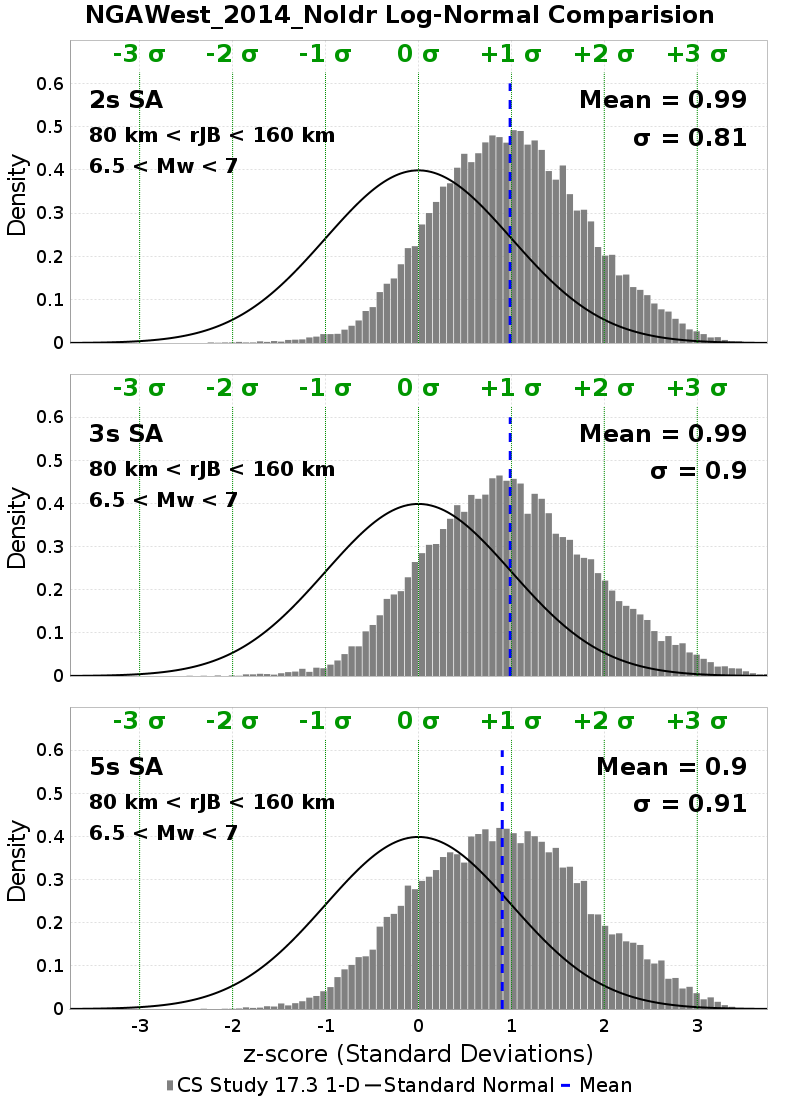 NGAWest_2014_NoIdr Log-Normal Comparision
-3 σ -2 σ -1 σ 0 σ +1 σ +2 σ +3 σ
0.6
2s SA Mean = 0.99
0.5
80 km < rJB < 160 km σ = 0.81
6.5 < Mw < 7
0.4
Density
0.3
0.2
0.1
0
-3 σ -2 σ -1 σ 0 σ +1 σ +2 σ +3 σ
0.6
3s SA Mean = 0.99
0.5
80 km < rJB < 160 km σ = 0.9
6.5 < Mw < 7
0.4
Density
0.3
0.2
0.1
0
-3 σ -2 σ -1 σ 0 σ +1 σ +2 σ +3 σ
0.6
5s SA Mean = 0.9
0.5
80 km < rJB < 160 km σ = 0.91
6.5 < Mw < 7
0.4
Density
0.3
0.2
0.1
0
-3 -2 -1 0 1 2 3
z-score (Standard Deviations)
CS Study 17.3 1-D Standard Normal Mean